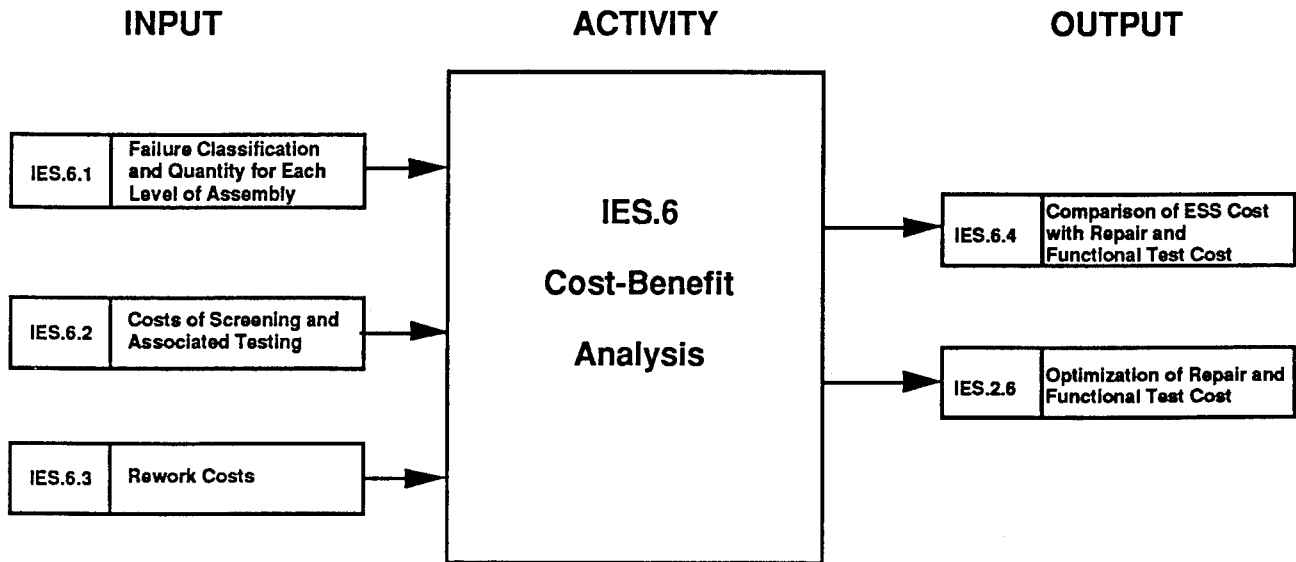 INPUT
ACTIVITY
OUTPUT
IES.6.1
Failure Classification
and Quantity for Each
Level of Assembly
IES.6.2
Costs of Screening and
Associated Testing
IES.6.3
Rework Costs
IES.6
Cost-Benefit
Analysis
IES.6.4
Comparison of ESS Cost
with Repair and
Functional Test Cost
IES.2.6
Optimization of Repair and
Functional Test Cost